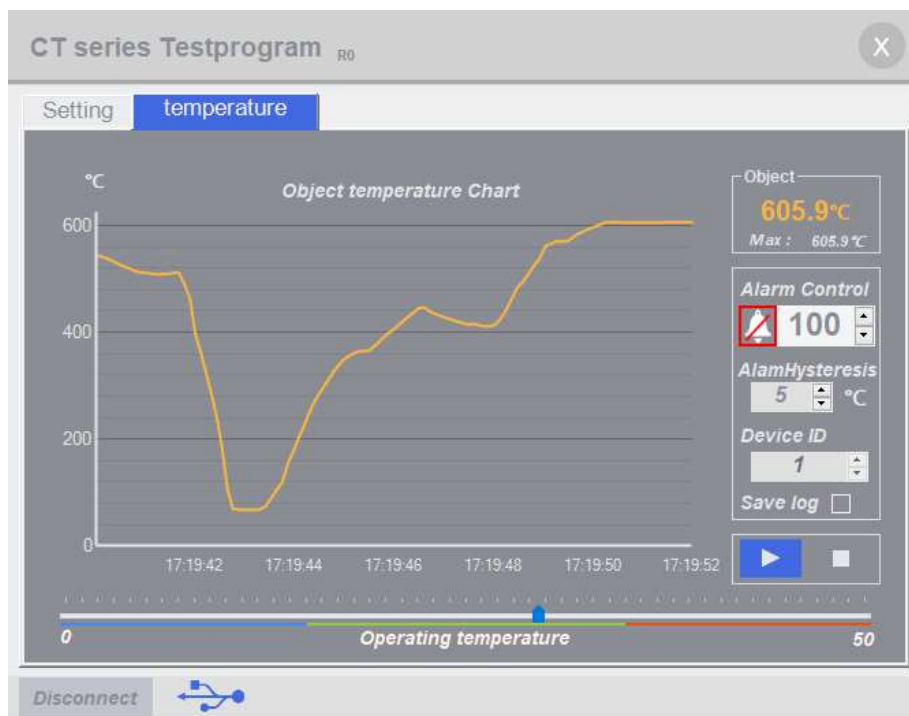 CT series Testprogram R0
X
Setting
temperature
°C
Object temperature Chart
600
400
200
0
17:19:42
17:19:44
17:19:46
17:19:48
17:19:50
17:19:52
Object
605.9°C
Max : 605.9°C
Alarm Control
100
AlamHysteresis
5 °C
Device ID
1
Save log
0
Operating temperature
50
Disconnect